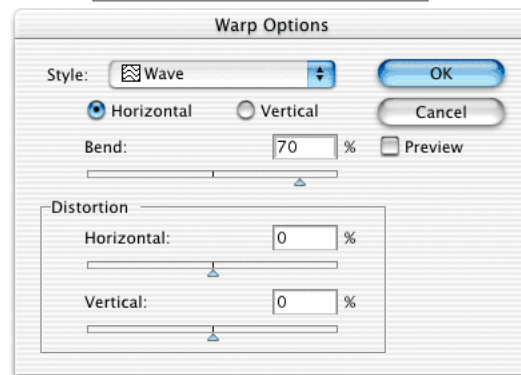 Warp Options
Style: Wave
OK
Horizontal Vertical
Cancel
Bend: 70 %
Preview
Distortion
Horizontal: 0 %
Vertical: 0 %